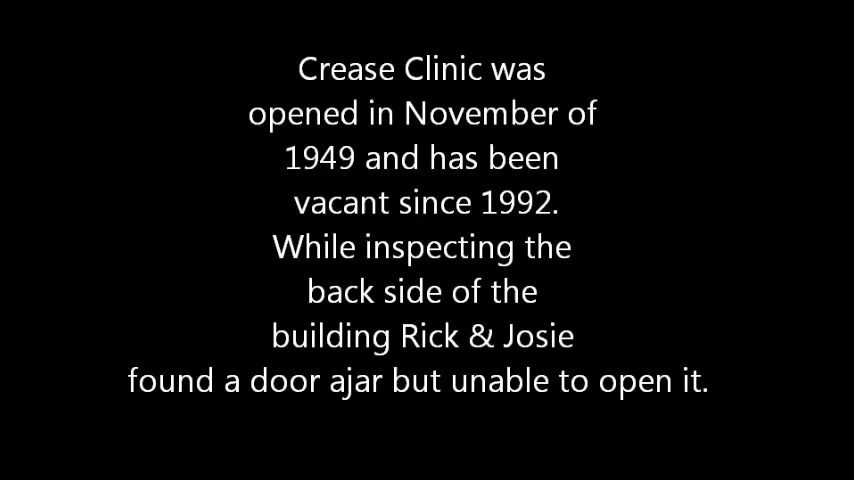 Crease Clinic was
opened in November of
1949 and has been
vacant since 1992.
While inspecting the
back side of the
building Rick & Josie
found a door ajar but unable to open it.